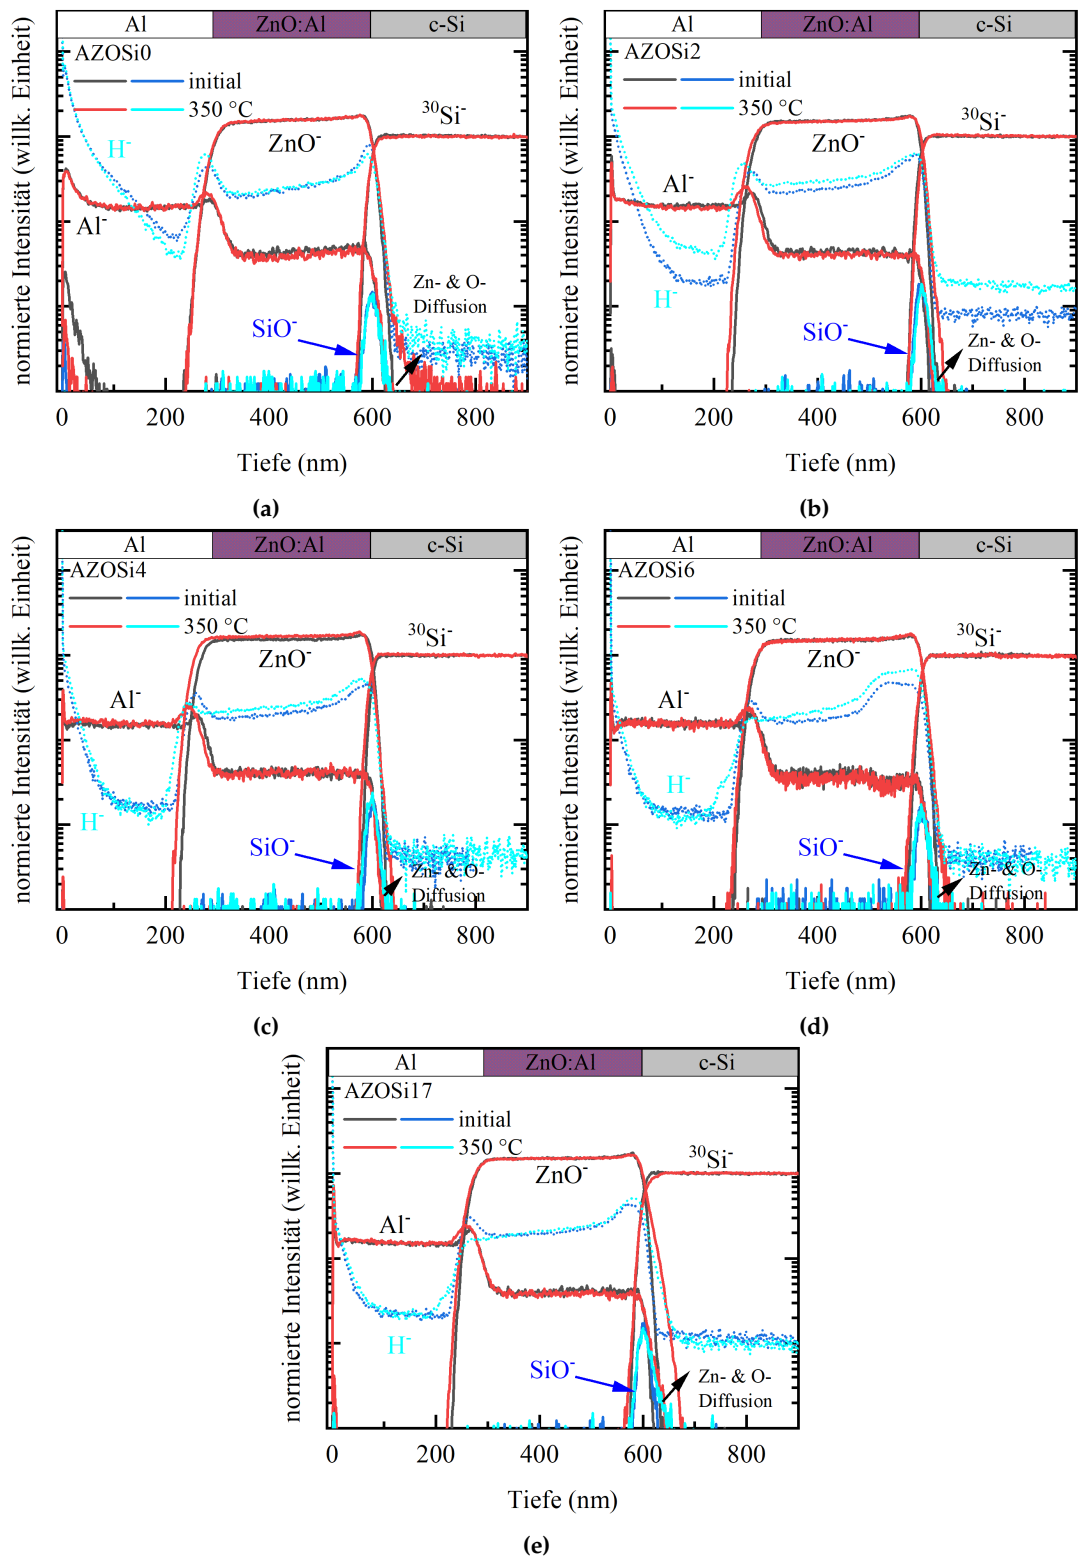 Al ZnO:Al c-Si
AZOSi0
initial
350 °C
H-
ZnO-
30Si-
Al-
SiO-
Zn- & O-
Diffusion
normierte Intensität (willk. Einheit)
0 200 400 600 800
Tiefe (nm)
(a)
Al ZnO:Al c-Si
AZOSi2
initial
350 °C
30Si-
ZnO-
Al-
H-
SiO-
Zn- & O-
Diffusion
normierte Intensität (willk. Einheit)
0 200 400 600 800
Tiefe (nm)
(b)
Al ZnO:Al c-Si
AZOSi4
initial
350 °C
30Si-
ZnO-
Al-
H-
SiO-
Zn- & O-
Diffusion
normierte Intensität (willk. Einheit)
0 200 400 600 800
Tiefe (nm)
(c)
Al ZnO:Al c-Si
AZOSi6
initial
350 °C
30Si-
ZnO-
Al-
H-
SiO-
Zn- & O-
Diffusion
normierte Intensität (willk. Einheit)
0 200 400 600 800
Tiefe (nm)
(d)
Al ZnO:Al c-Si
AZOSi17
initial
350 °C
30Si-
ZnO-
Al-
H-
SiO-
Zn- & O-
Diffusion
normierte Intensität (willk. Einheit)
0 200 400 600 800
Tiefe (nm)
(e)